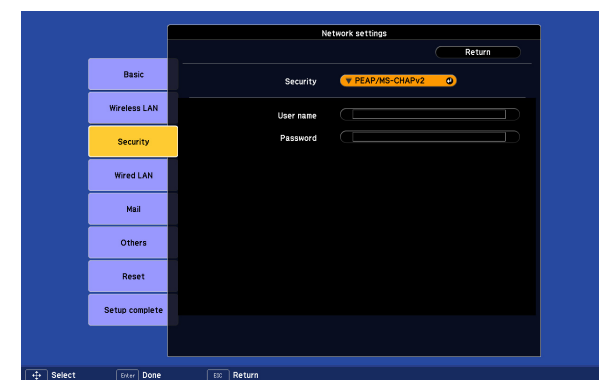 Network settings
Return
Basic
Security
PEAP/MS-CHAPv2
Wireless LAN
User name
Password
Security
Wired LAN
Mail
Others
Reset
Setup complete
Select
Enter Done
ESC Return